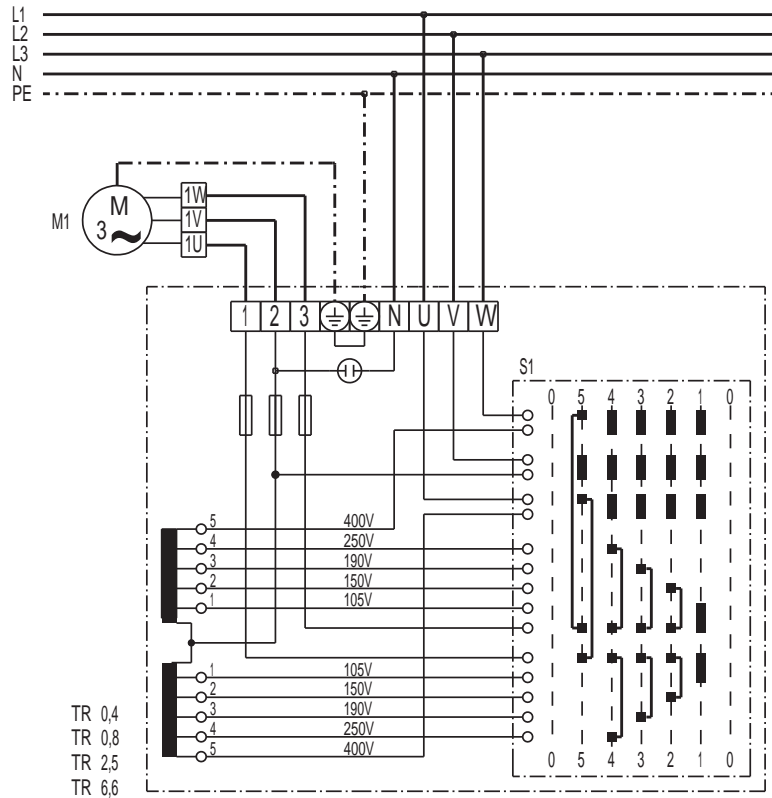 L1
L2
L3
N
PE
M1
M
3
1W
1V
1U
1 2 3 N U V W
S1
0 5 4 3 2 1 0
5 400V
4 250V
3 190V
2 150V
1 105V
1 105V
2 150V
3 190V
4 250V
5 400V
0 5 4 3 2 1 0
TR 0,4
TR 0,8
TR 2,5
TR 6,6